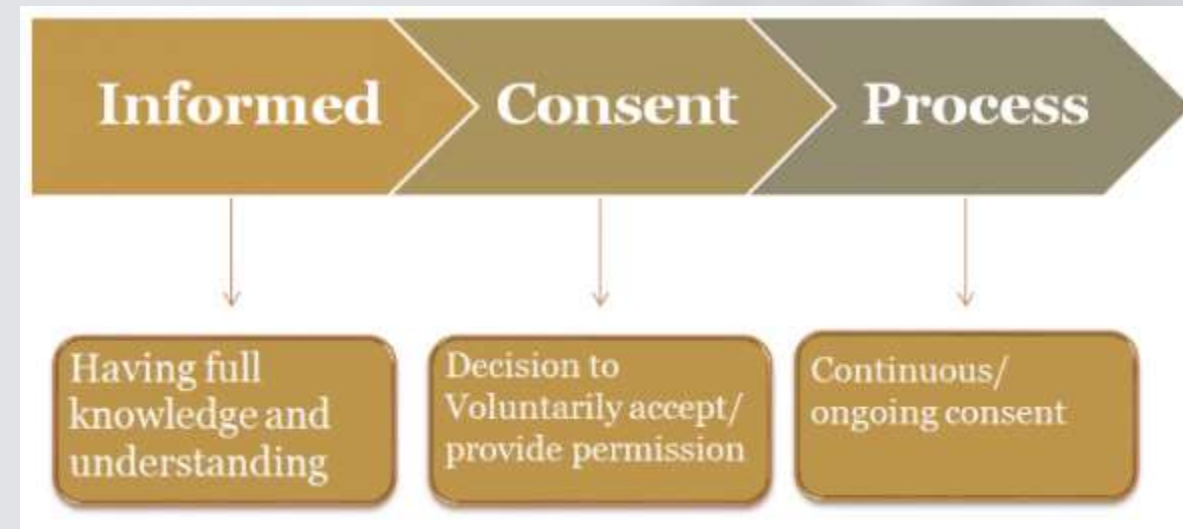 Informed Consent Process
Having full
knowledge and
understanding
Decision to
Voluntarily accept/
provide permission
Continuous/
ongoing consent